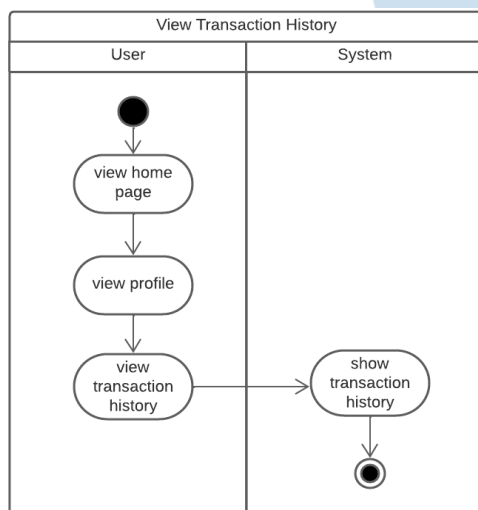 View Transaction History
User
System
view home
page
view profile
view
transaction
history
show
transaction
history